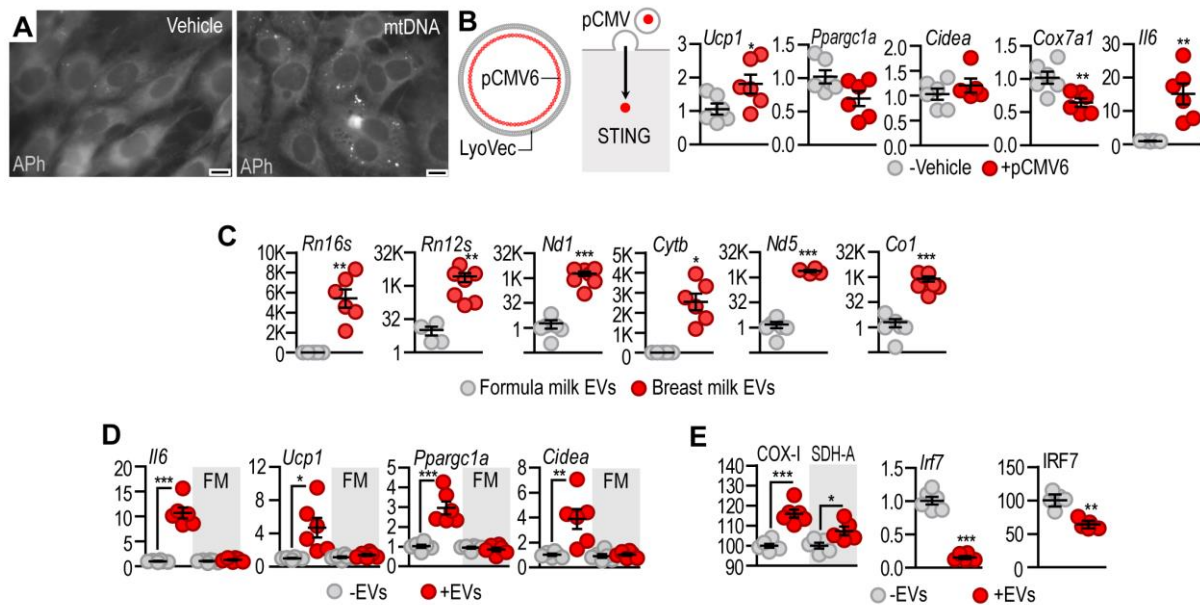 A
Vehicle
mtDNA
APh
APh
B
pCMV6
LyoVec
pCMV
STING
Ucp1
3
2
1
0
*
Ppargc1a
1.5
1.0
0.5
0
Cidea
2.5
2.0
1.5
1.0
0.5
0.0
Cox7a1
1.5
1.0
0.5
0
**
Il6
30
20
10
0
**
-Vehicle
+pCMV6
C
Rn16s
10K
8K
6K
4K
2K
0
**
Rn12s
32K
1K
32
1
**
Nd1
32K
1K
32
1
***
Cytb
5K
4K
3K
2K
1K
0
*
Nd5
32K
1K
32
1
***
Co1
32K
1K
32
1
***
Formula milk EVs
Breast milk EVs
D
Il6
20
15
10
5
0
***
FM
Ucp1
12
8
4
0
*
FM
Ppargc1a
5
4
3
2
1
0
***
FM
Cidea
8
6
4
2
0
**
FM
-EVs
+EVs
E
COX-I
SDH-A
140
130
120
110
100
90
***
*
Irf7
1.5
1.0
0.5
0.0
***
IRF7
150
100
50
0
**
-EVs
+EVs